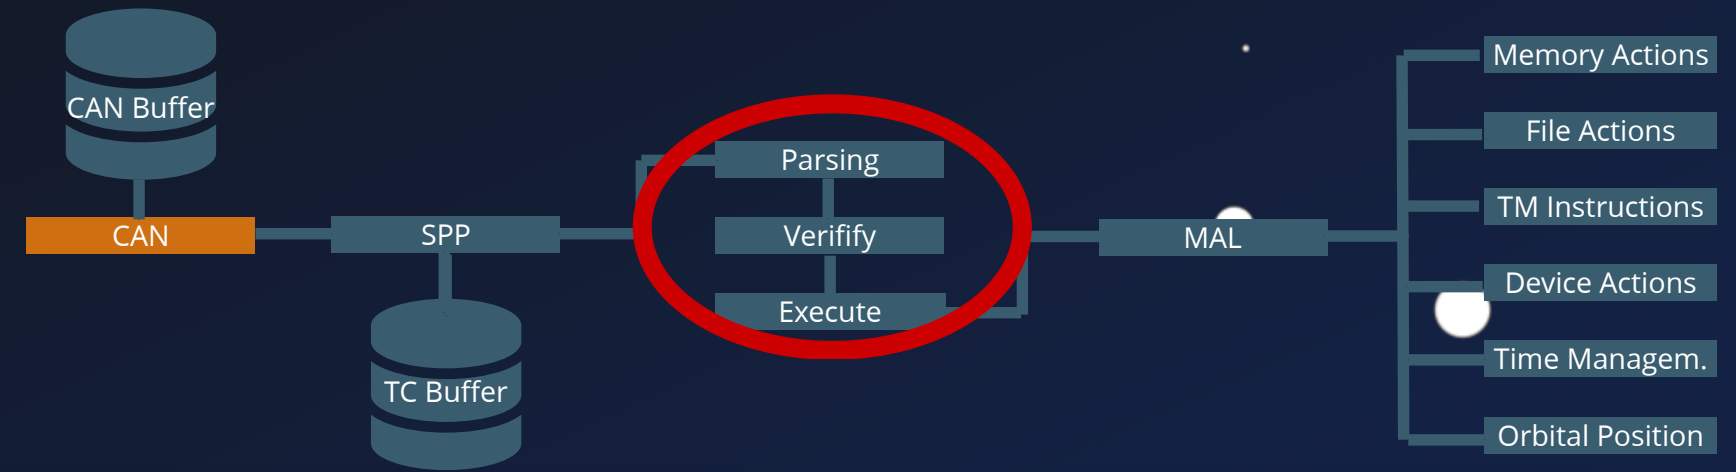 CAN Buffer
CAN
SPP
TC Buffer
Parsing
Verifify
Execute
MAL
Memory Actions
File Actions
TM Instructions
Device Actions
Time Managem.
Orbital Position